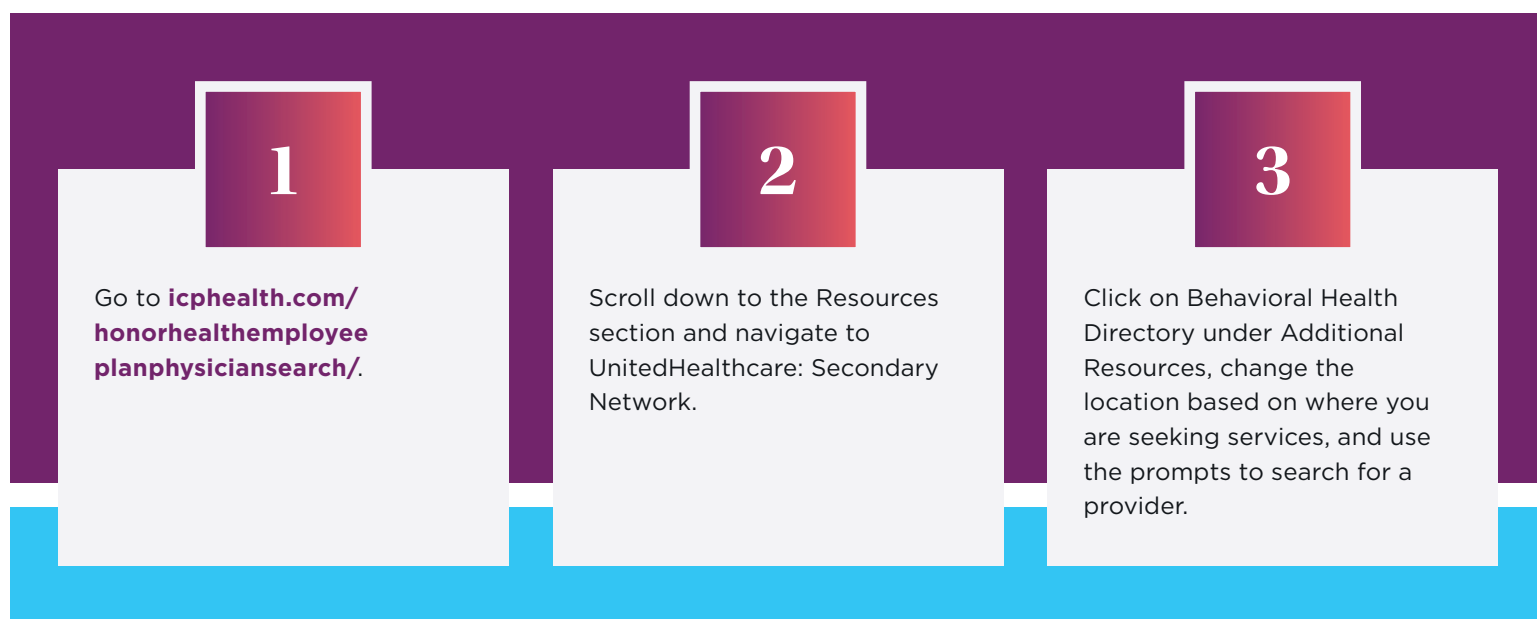 1
Go to icphealth.com/
honorhealthemployee
planphysiciansearch/.
2
Scroll down to the Resources
section and navigate to
UnitedHealthcare: Secondary
Network.
3
Click on Behavioral Health
Directory under Additional
Resources, change the
location based on where you
are seeking services, and use
the prompts to search for a
provider.